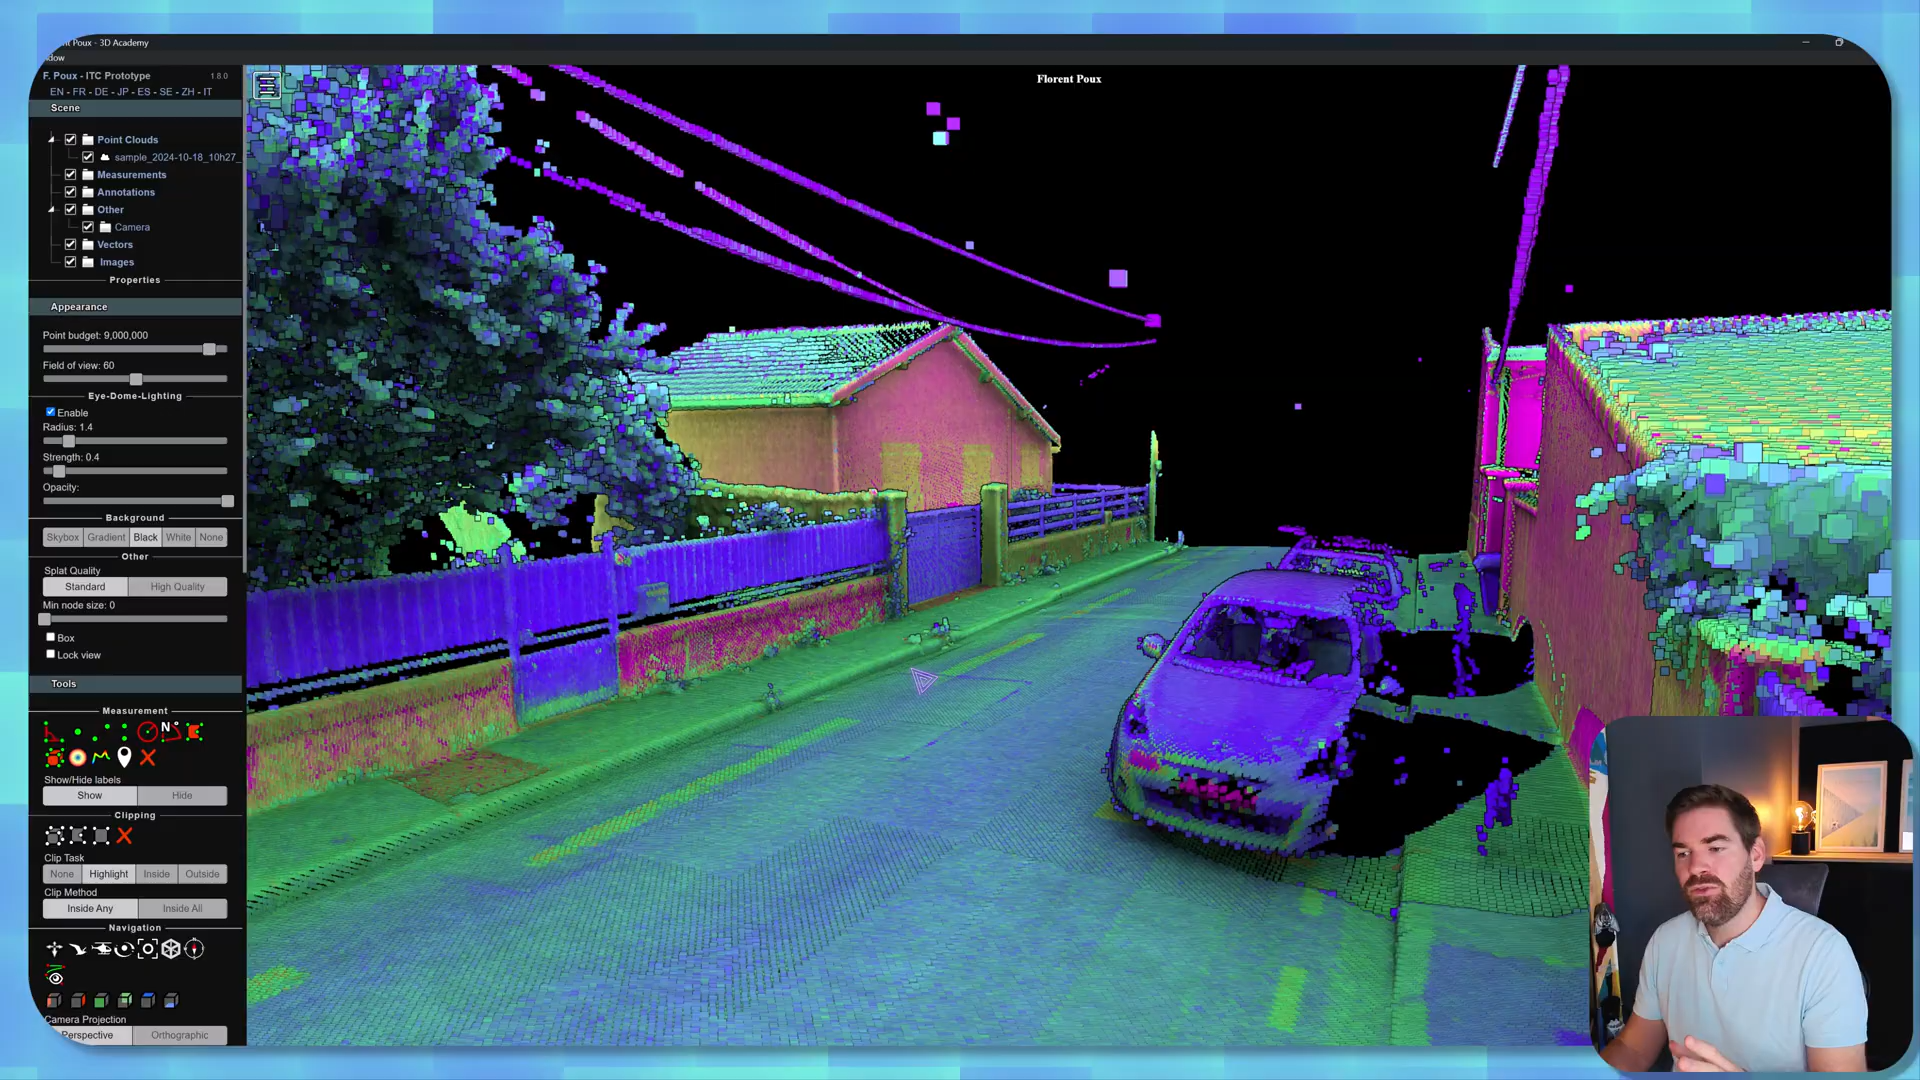 nt Poux - 3D Academy
dow
F. Poux - ITC Prototype
1.8.0
EN - FR - DE - JP - ES - SE - ZH - IT
Florent Poux
Scene
Point Clouds
sample_2024-10-18_10h27_
Measurements
Annotations
Other
Camera
Vectors
Images
Properties
Appearance
Point budget: 9,000,000
Field of view: 60
Eye-Dome-Lighting
Enable
Radius: 1.4
Strength: 0.4
Opacity:
Background
Skybox Gradient Black White None
Other
Splat Quality
Standard High Quality
Min node size: 0
Box
Lock view
Tools
Measurement
N°
Show/Hide labels
Show Hide
Clipping
Clip Task
None Highlight Inside Outside
Clip Method
Inside Any Inside All
Navigation
Camera Projection
Perspective Orthographic